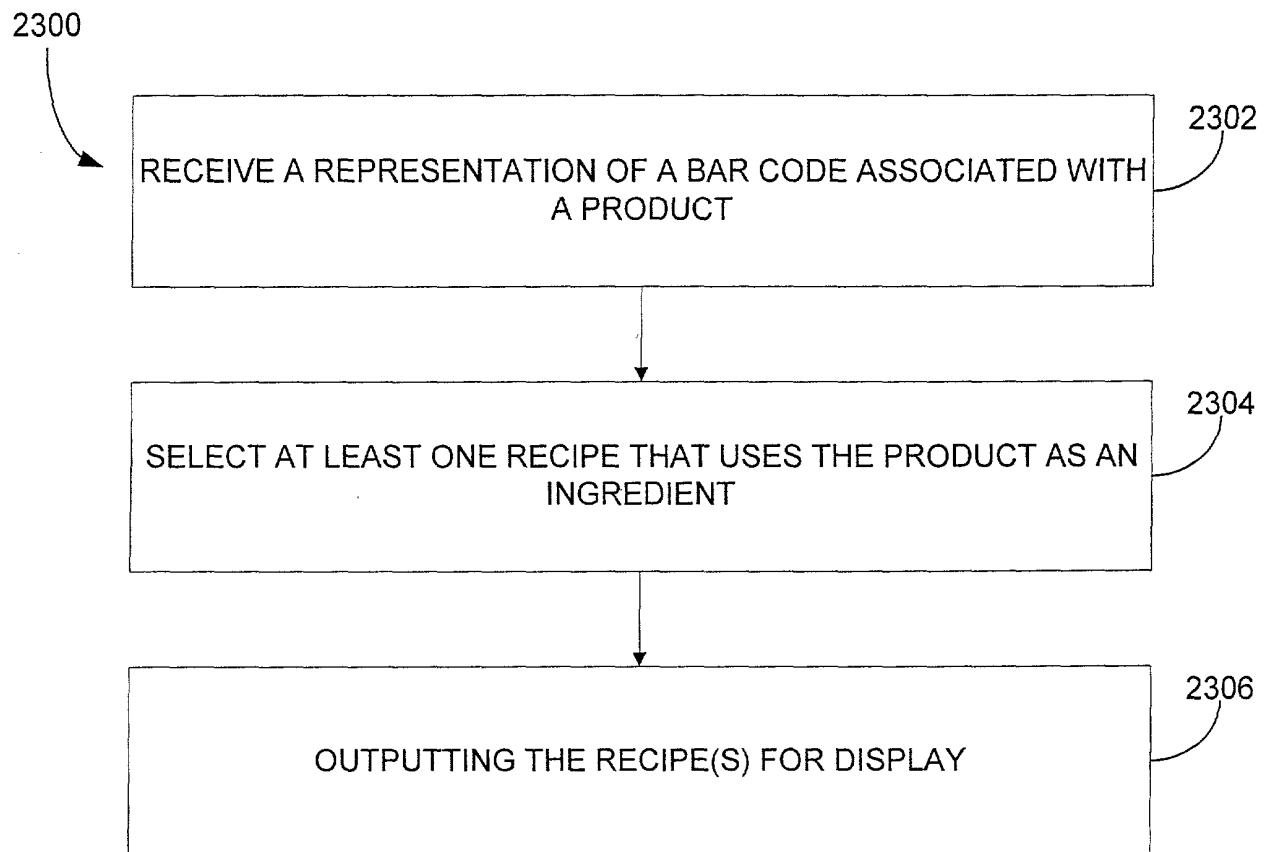 2300
2302
RECEIVE A REPRESENTATION OF A BAR CODE ASSOCIATED WITH
A PRODUCT
2304
SELECT AT LEAST ONE RECIPE THAT USES THE PRODUCT AS AN
INGREDIENT
2306
OUTPUTTING THE RECIPE(S) FOR DISPLAY